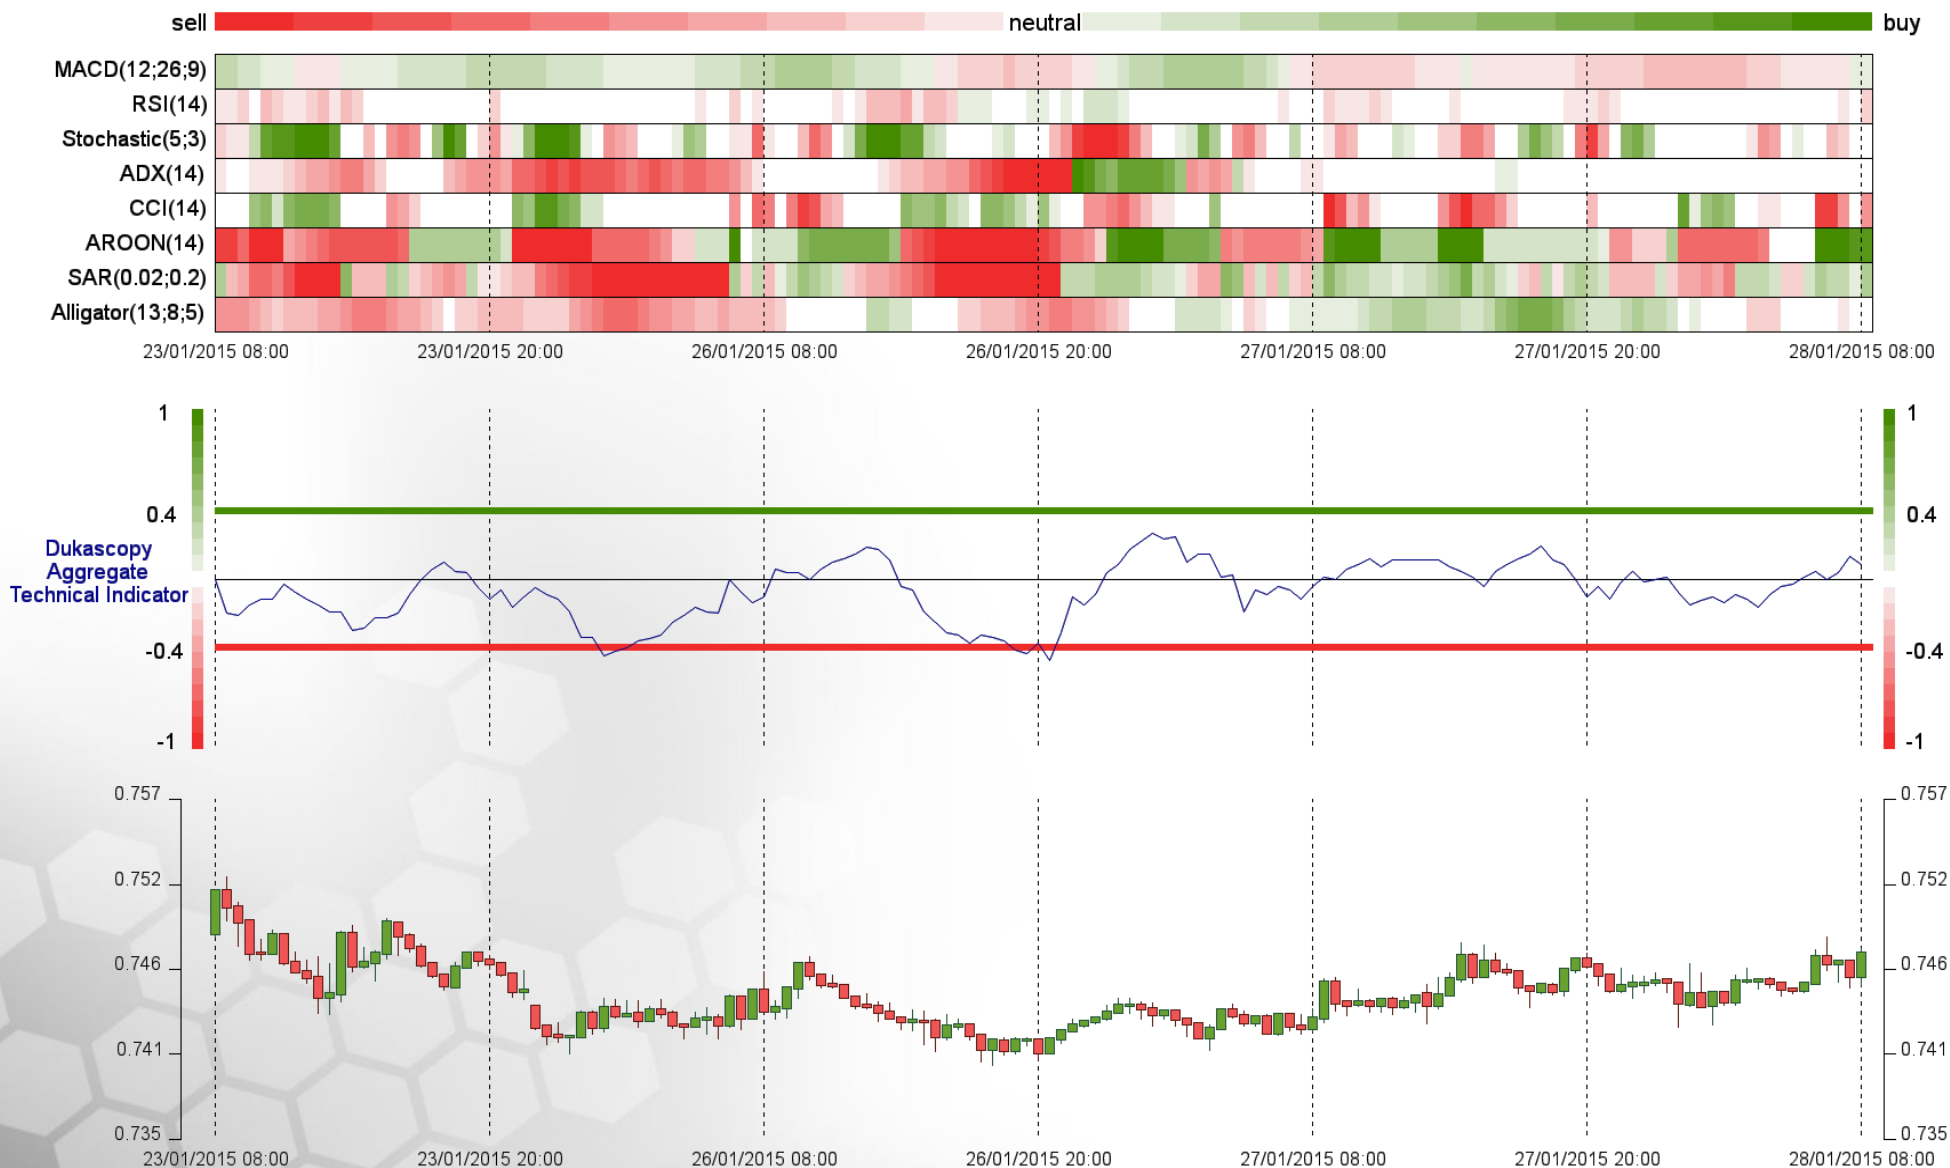 sell neutral buy
MACD(12;26;9)
RSI(14)
Stochastic(5;3)
ADX(14)
CCI(14)
AROON(14)
SAR(0.02;0.2)
Alligator(13;8;5)
23/01/2015 08:00 23/01/2015 20:00 26/01/2015 08:00 26/01/2015 20:00 27/01/2015 08:00 27/01/2015 20:00 28/01/2015 08:00
1 1
0.4 0.4
Dukascopy
Aggregate
Technical Indicator
-0.4 -0.4
-1 -1
0.757 0.757
0.752 0.752
0.746 0.746
0.741 0.741
0.735 0.735
23/01/2015 08:00 23/01/2015 20:00 26/01/2015 08:00 26/01/2015 20:00 27/01/2015 08:00 27/01/2015 20:00 28/01/2015 08:00